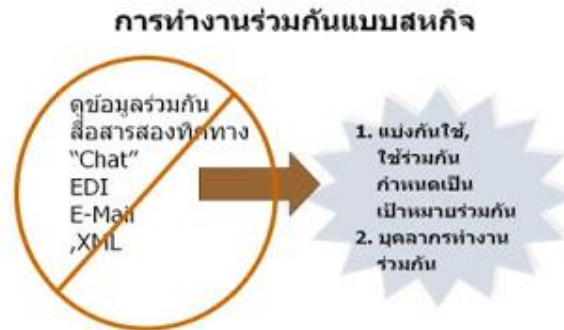 การทำงานร่วมกันแบบสหกิจ
ดูข้อมูลร่วมกัน
สื่อสารสองทิศทาง
“Chat”
EDI
E-Mail
,XML
1. แบ่งกันใช้,
ใช้ร่วมกัน
กำหนดเป็น
เป้าหมายร่วมกัน
2. บุคลากรทำงาน
ร่วมกัน